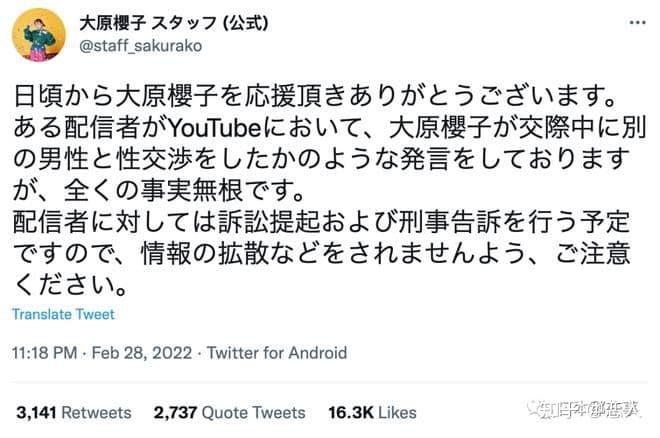 大原櫻子 スタッフ (公式)
@staff_sakurako
日頃から大原櫻子を応援頂きありがとうございます。
ある配信者がYouTubeにおいて、大原櫻子が交際中に別
の男性と性交渉をしたかのような発言をしております
が、全くの事実無根です。
配信者に対しては訴訟提起および刑事告訴を行う予定
ですので、情報の拡散などをされませんよう、ご注意
ください。
Translate Tweet
11:18 PM · Feb 28, 2022 · Twitter for Android
3,141 Retweets 2,737 Quote Tweets 16.3K Likes